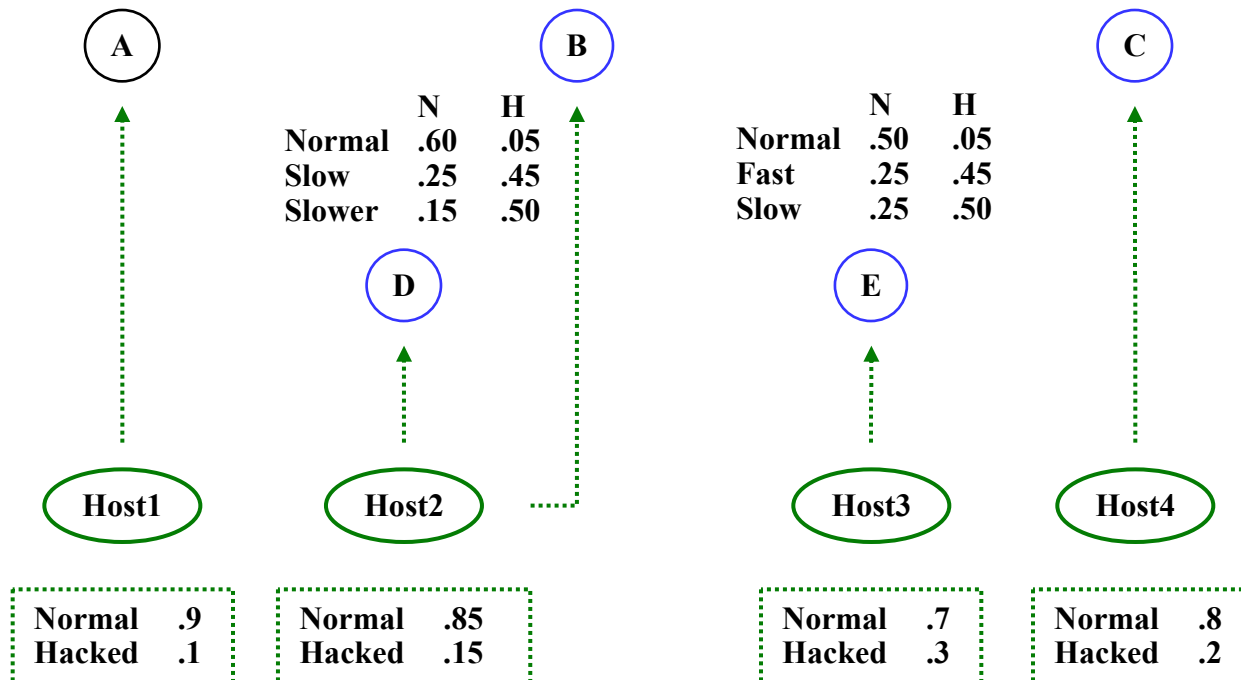 A
B
C
N H
Normal .60 .05
Slow .25 .45
Slower .15 .50
N H
Normal .50 .05
Fast .25 .45
Slow .25 .50
D
E
Host1
Host2
Host3
Host4
Normal .9
Hacked .1
Normal .85
Hacked .15
Normal .7
Hacked .3
Normal .8
Hacked .2